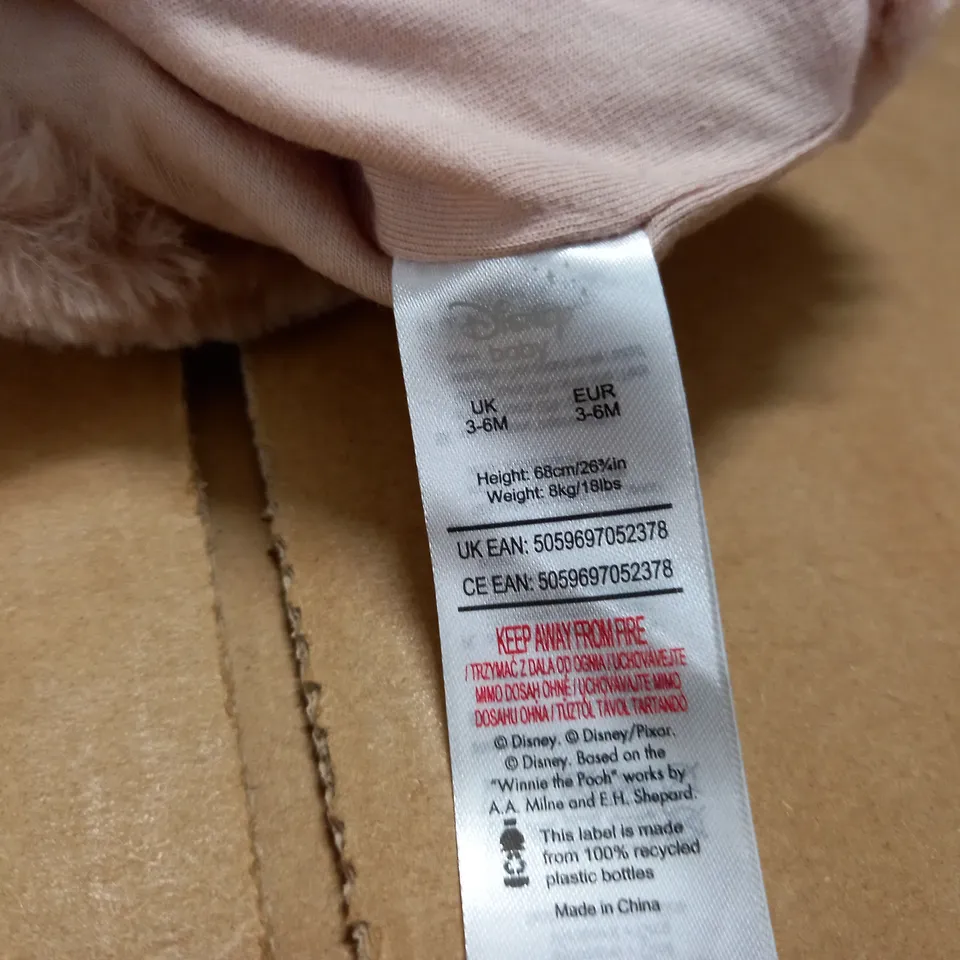 Disney
baby
UK EUR
3-6M 3-6M
Height: 68cm/26¾in
Weight: 8kg/18lbs
UK EAN: 5059697052378
CE EAN: 5059697052378
KEEP AWAY FROM FIRE
/ TRZYMAĆ Z DALA OD OGNIA / UCHOVÁVEJTE
MIMO DOSAH OHNĚ / UCHOVÁVAJTE MIMO
DOSAHU OHŇA / TŰZTŐL TÁVOL TARTANDÓ
© Disney. © Disney/Pixar.
© Disney. Based on the
"Winnie the Pooh" works by
A.A. Milne and E.H. Shepard.
This label is made
from 100% recycled
plastic bottles
Made in China